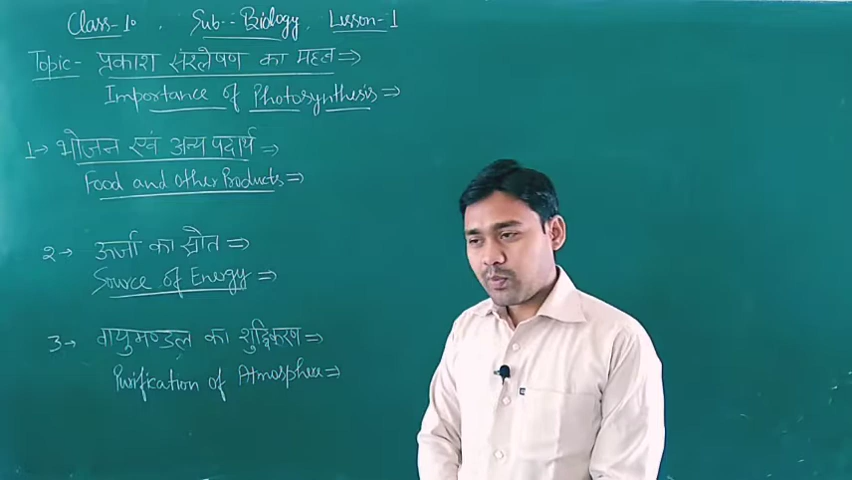 Class-10. Sub:- Biology, Lesson-1
Topic- प्रकाश संश्लेषण का महत्व ⇒
Importance of Photosynthesis ⇒
1→ भोजन एवं अन्य पदार्थ ⇒
Food and other Products ⇒
2→ ऊर्जा का स्रोत ⇒
Source of Energy ⇒
3→ वायुमण्डल का शुद्धिकरण ⇒
Purification of Atmosphere ⇒